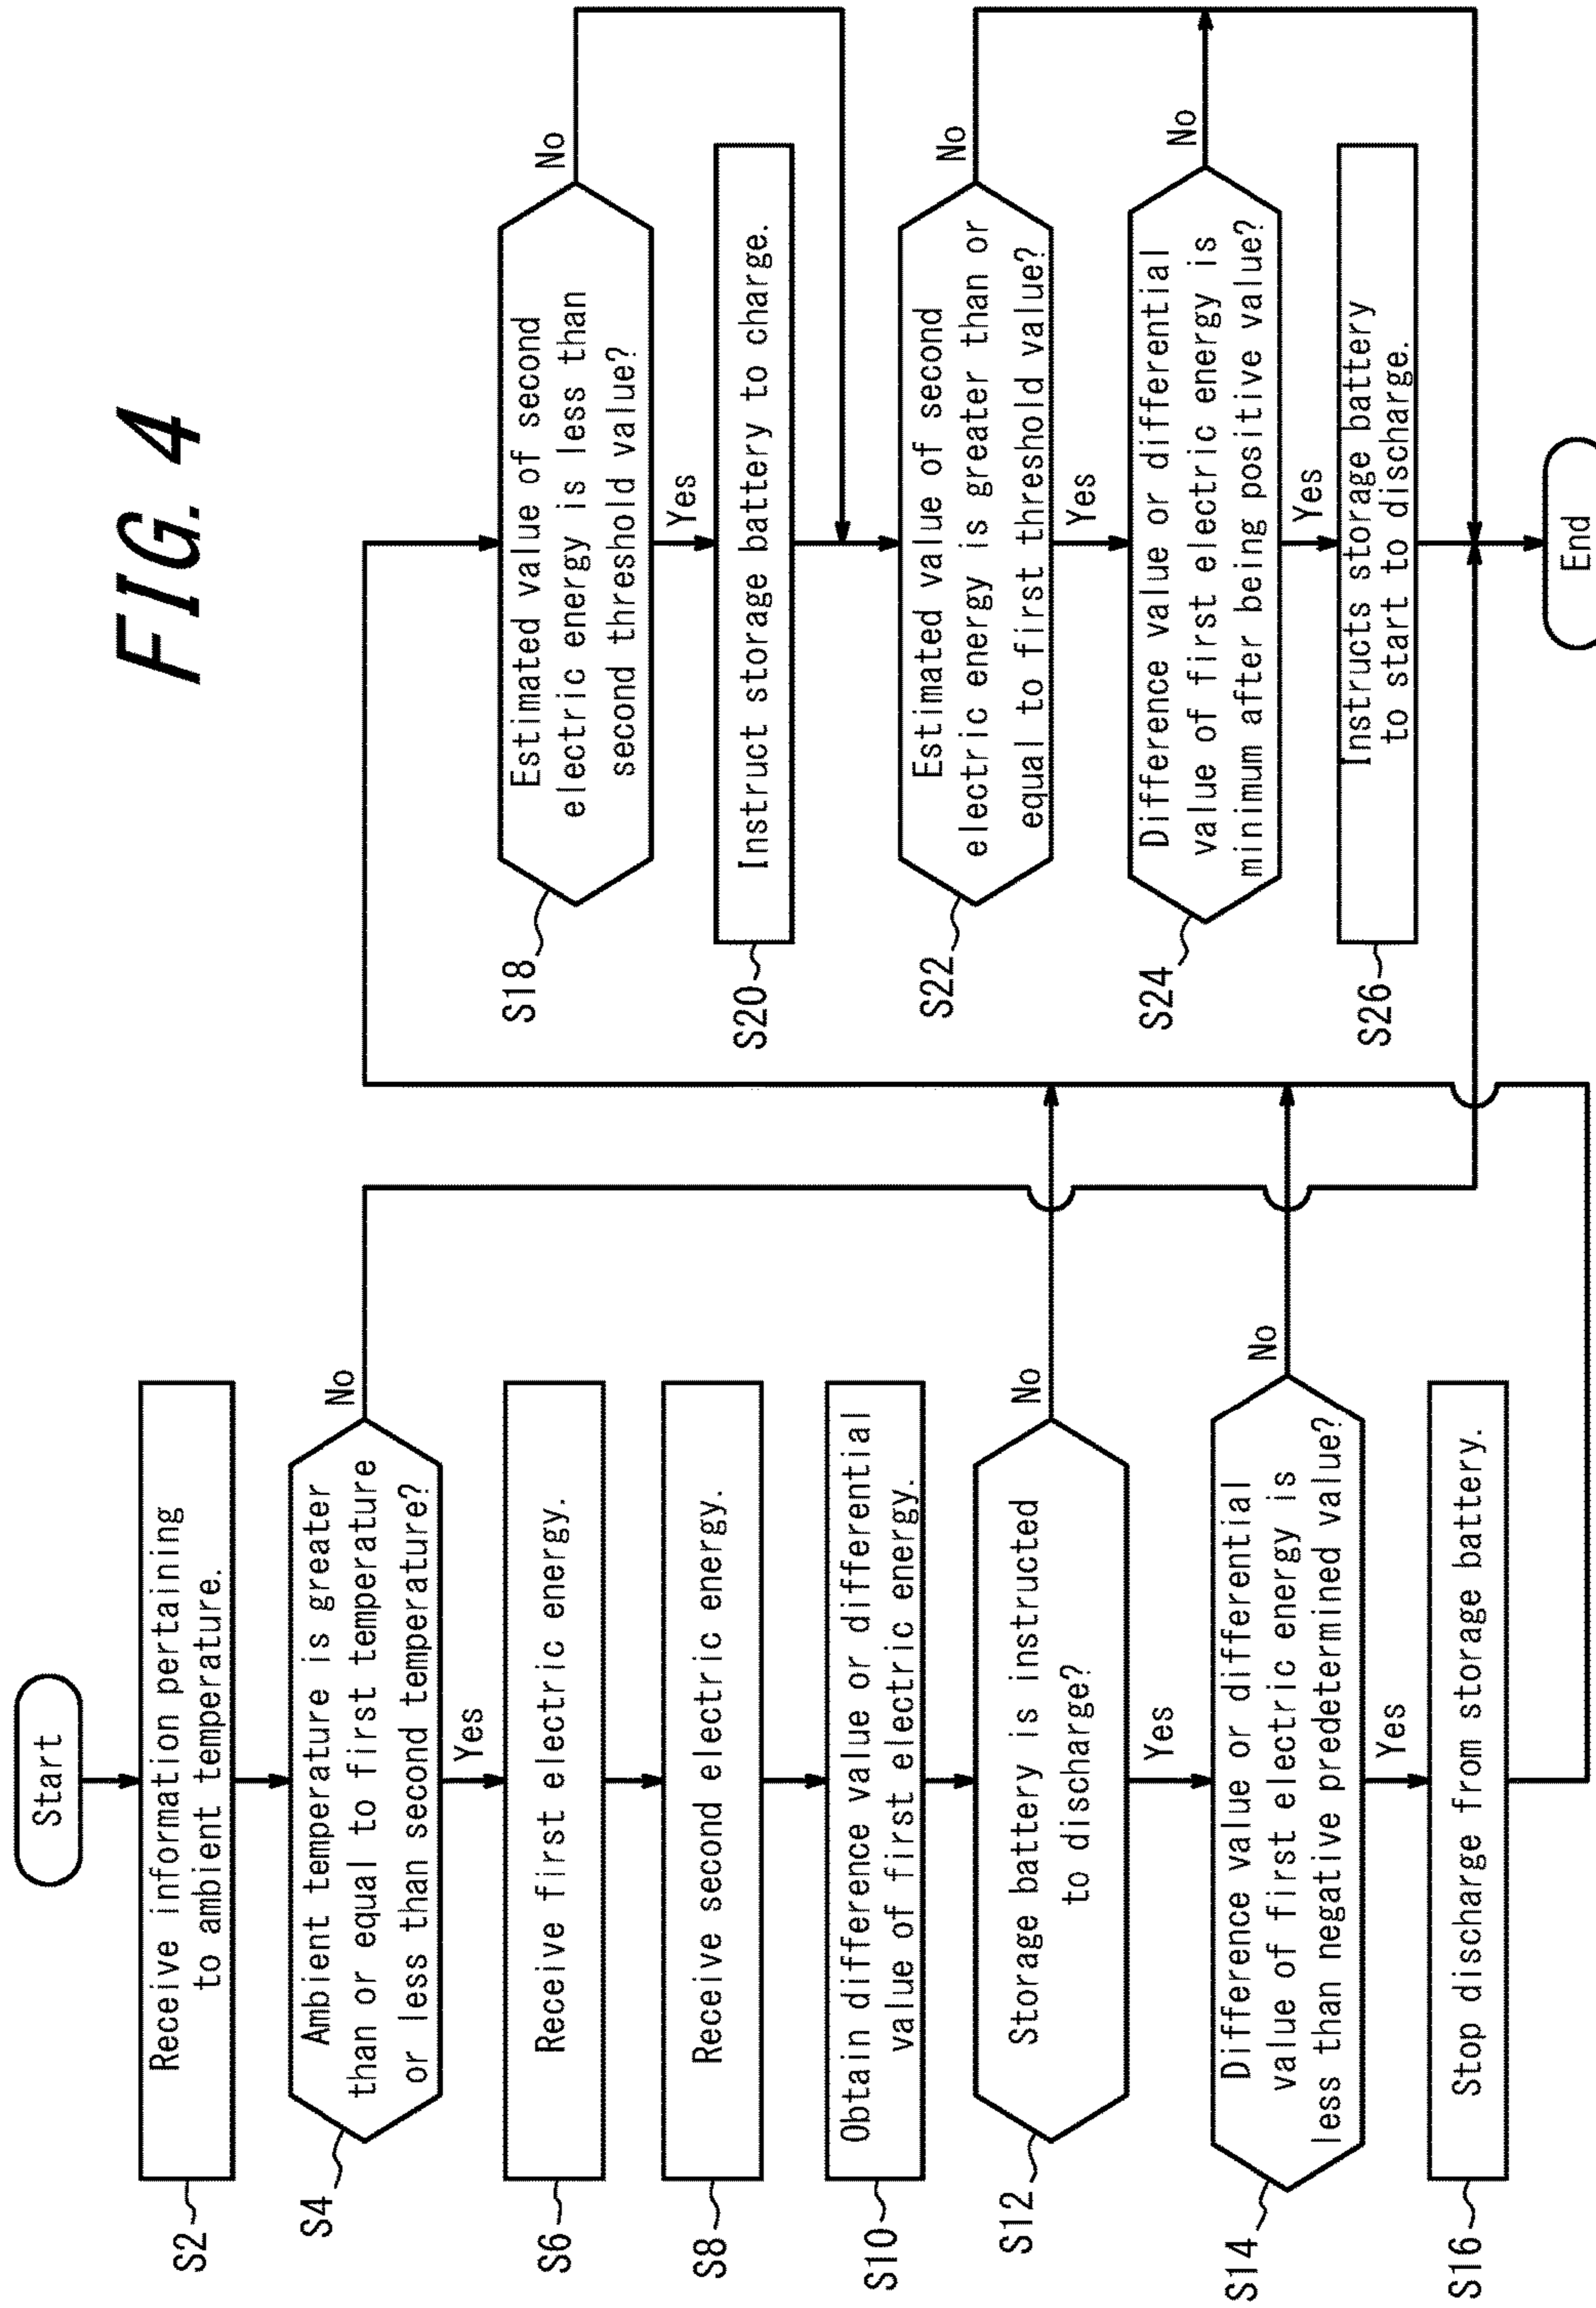 FIG. 4
Start
S2
Receive information pertaining
to ambient temperature.
S4
Ambient temperature is greater
than or equal to first temperature
or less than second temperature?
No
Yes
S6
Receive first electric energy.
S8
Receive second electric energy.
S10
Obtain difference value or differential
value of first electric energy.
S12
Storage battery is instructed
to discharge?
No
Yes
S14
Difference value or differential
value of first electric energy is
less than negative predetermined value?
No
Yes
S16
Stop discharge from storage battery.
S18
Estimated value of second
electric energy is less than
second threshold value?
No
Yes
S20
Instruct storage battery to charge.
S22
Estimated value of second
electric energy is greater than or
equal to first threshold value?
No
Yes
S24
Difference value or differential
value of first electric energy is
minimum after being positive value?
No
Yes
S26
Instructs storage battery
to start to discharge.
End